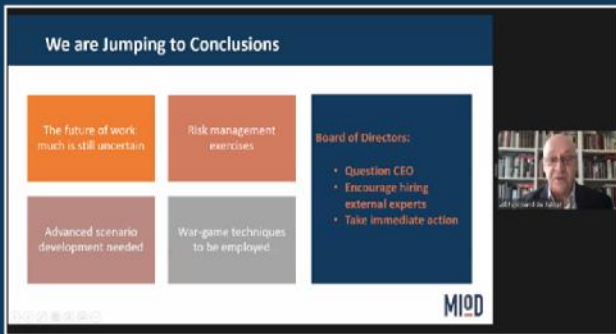 We are Jumping to Conclusions
The future of work:
much is still uncertain
Risk management
exercises
Advanced scenario
development needed
War-game techniques
to be employed
Board of Directors:
• Question CEO
• Encourage hiring
external experts
• Take immediate action
MIoD